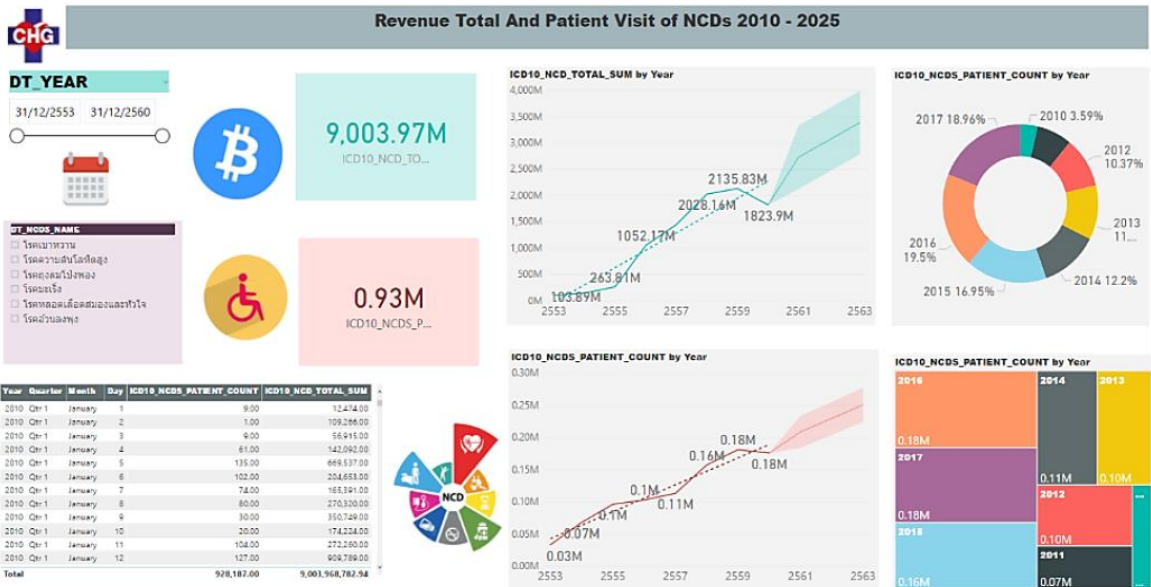 CHG
Revenue Total And Patient Visit of NCDs 2010 - 2025
DT_YEAR
31/12/2553 31/12/2560
9,003.97M
ICD10_NCD_TO...
DT_NCDS_NAME
โรคเบาหวาน
โรคความดันโลหิตสูง
โรคถุงลมโป่งพอง
โรคมะเร็ง
โรคหลอดเลือดสมองและหัวใจ
โรคอ้วนลงพุง
0.93M
ICD10_NCDS_P...
ICD10_NCD_TOTAL_SUM by Year
4,000M
3,500M
3,000M
2,500M
2,000M
1,500M
1,000M
500M
0M
103.89M
263.81M
1052.17M
2028.16M
2135.83M
1823.9M
2553 2555 2557 2559 2561 2563
ICD10_NCDS_PATIENT_COUNT by Year
2017 18.96%
2010 3.59%
2012
10.37%
2013
11...
2014 12.2%
2015 16.95%
2016
19.5%
Year Quarter Month Day ICD10_NCDS_PATIENT_COUNT ICD10_NCD_TOTAL_SUM
2010 Qtr 1 January 1 9.00 12,474.00
2010 Qtr 1 January 2 1.00 109,266.00
2010 Qtr 1 January 3 9.00 56,915.00
2010 Qtr 1 January 4 61.00 142,092.00
2010 Qtr 1 January 5 135.00 669,537.00
2010 Qtr 1 January 6 102.00 204,653.00
2010 Qtr 1 January 7 74.00 165,391.00
2010 Qtr 1 January 8 80.00 270,320.00
2010 Qtr 1 January 9 30.00 350,749.00
2010 Qtr 1 January 10 20.00 174,224.00
2010 Qtr 1 January 11 104.00 272,260.00
2010 Qtr 1 January 12 127.00 909,789.00
Total 928,187.00 9,003,968,782.94
NCD
ICD10_NCDS_PATIENT_COUNT by Year
0.30M
0.25M
0.20M
0.15M
0.10M
0.05M
0.00M
0.03M
0.07M
0.1M
0.1M
0.11M
0.16M
0.18M
0.18M
2553 2555 2557 2559 2561 2563
ICD10_NCDS_PATIENT_COUNT by Year
2016
0.18M
2017
0.18M
2015
0.16M
2014
0.11M
2013
0.10M
2012
0.10M
2011
0.07M
...
...